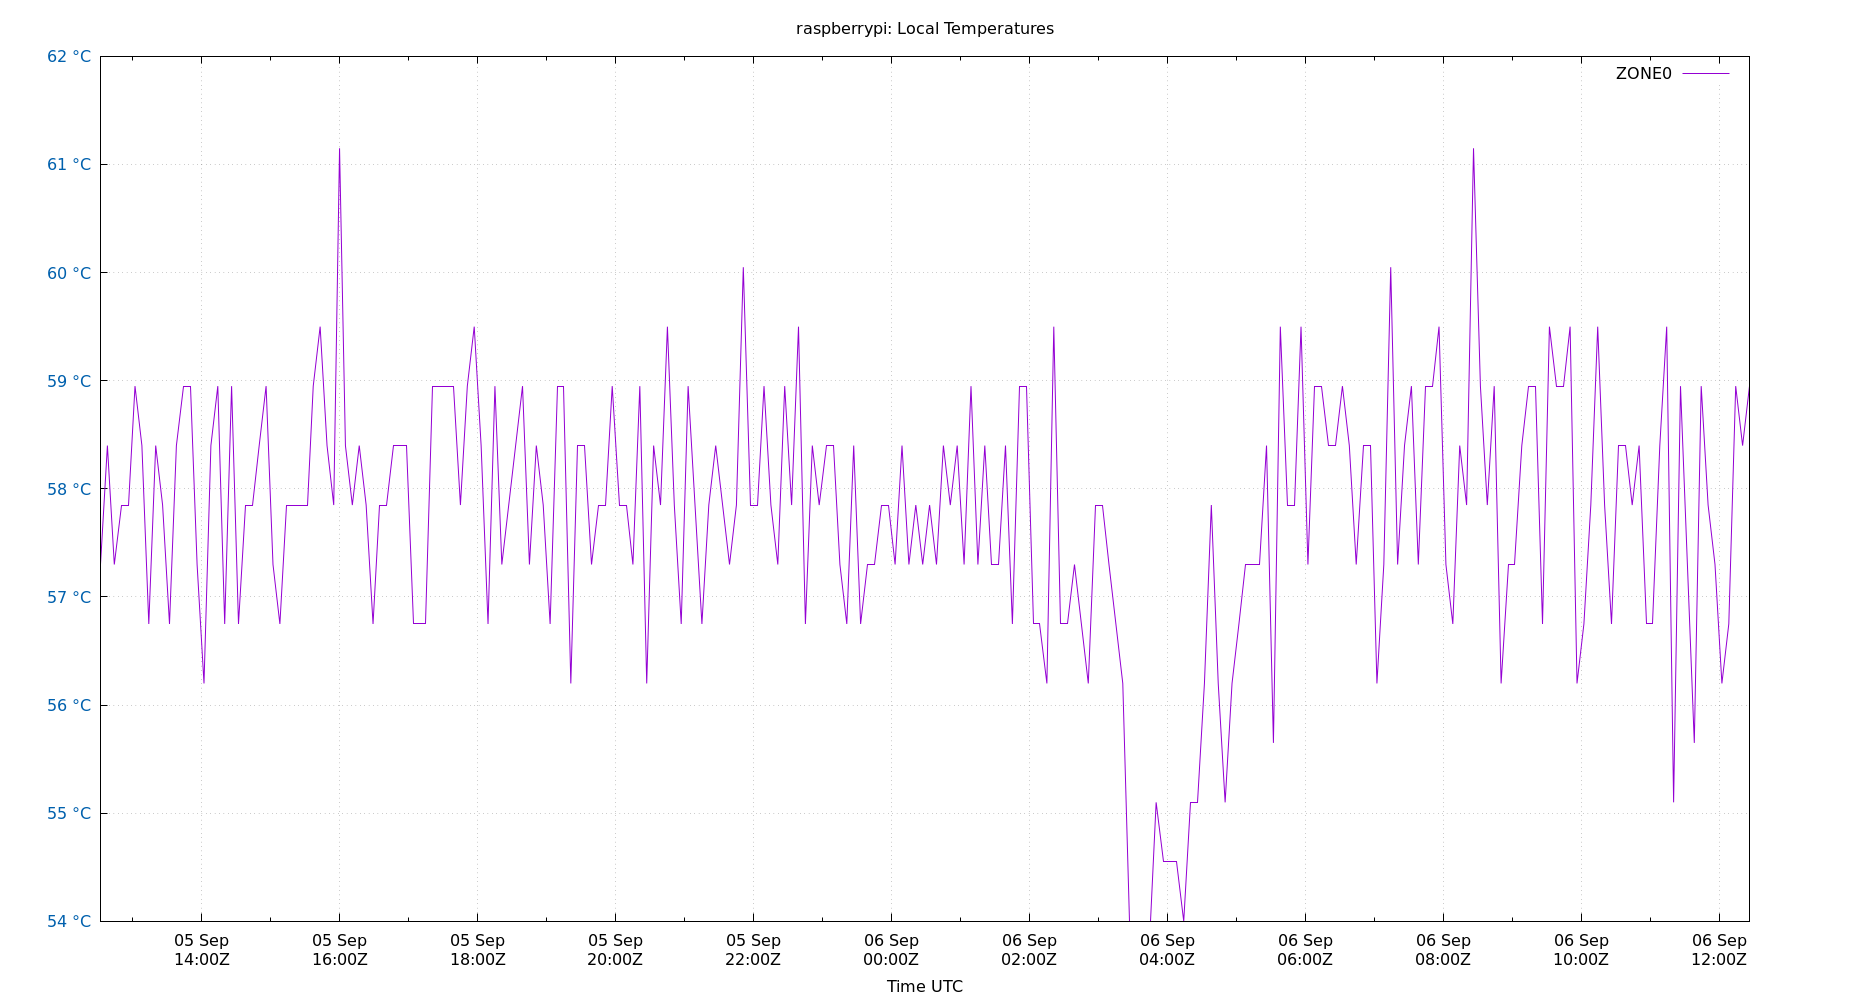 raspberrypi: Local Temperatures
62 °C
ZONE0
61 °C
60 °C
59 °C
58 °C
57 °C
56 °C
55 °C
54 °C
05 Sep 05 Sep 05 Sep 05 Sep 05 Sep 06 Sep 06 Sep 06 Sep 06 Sep 06 Sep 06 Sep 06 Sep
14:00Z 16:00Z 18:00Z 20:00Z 22:00Z 00:00Z 02:00Z 04:00Z 06:00Z 08:00Z 10:00Z 12:00Z
Time UTC